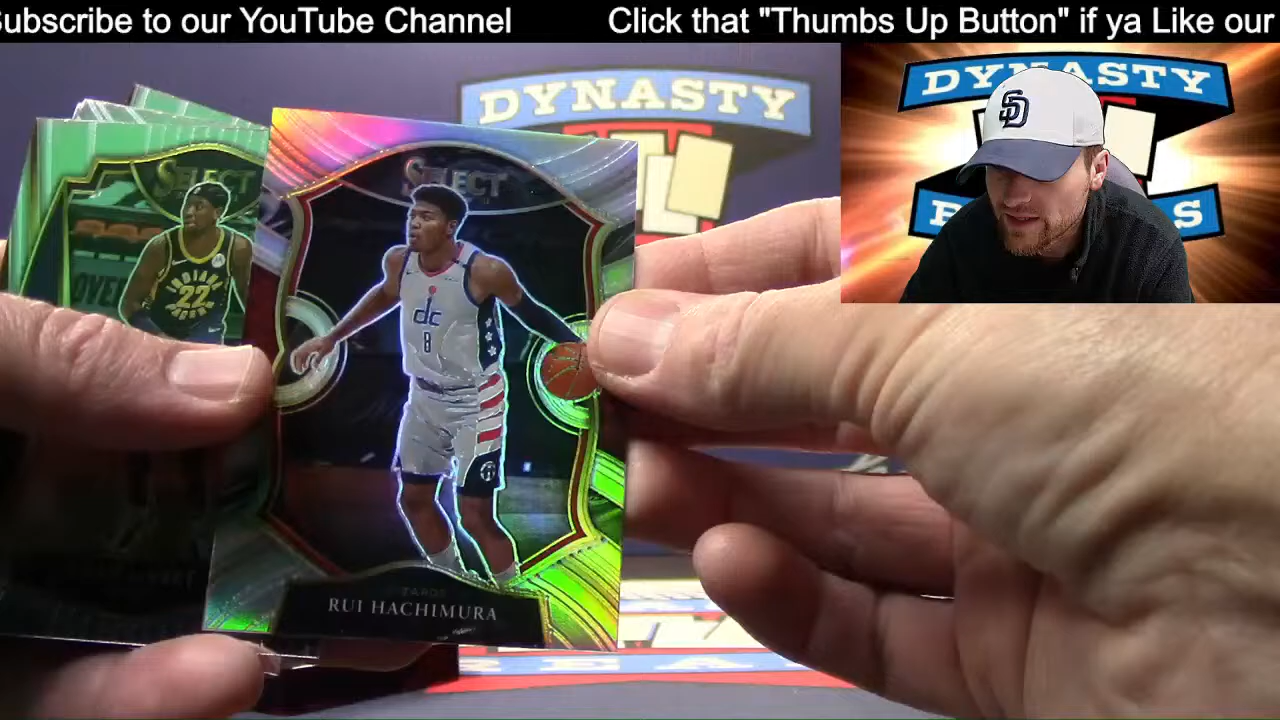 Subscribe to our YouTube Channel Click that "Thumbs Up Button" if ya Like our
DYNASTY
DYNASTY
SELECT
SELECT
INDIANA
22
dc
8
RUI HACHIMURA